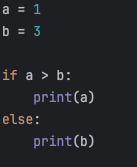 a = 1
b = 3

if a > b:
    print(a)
else:
    print(b)